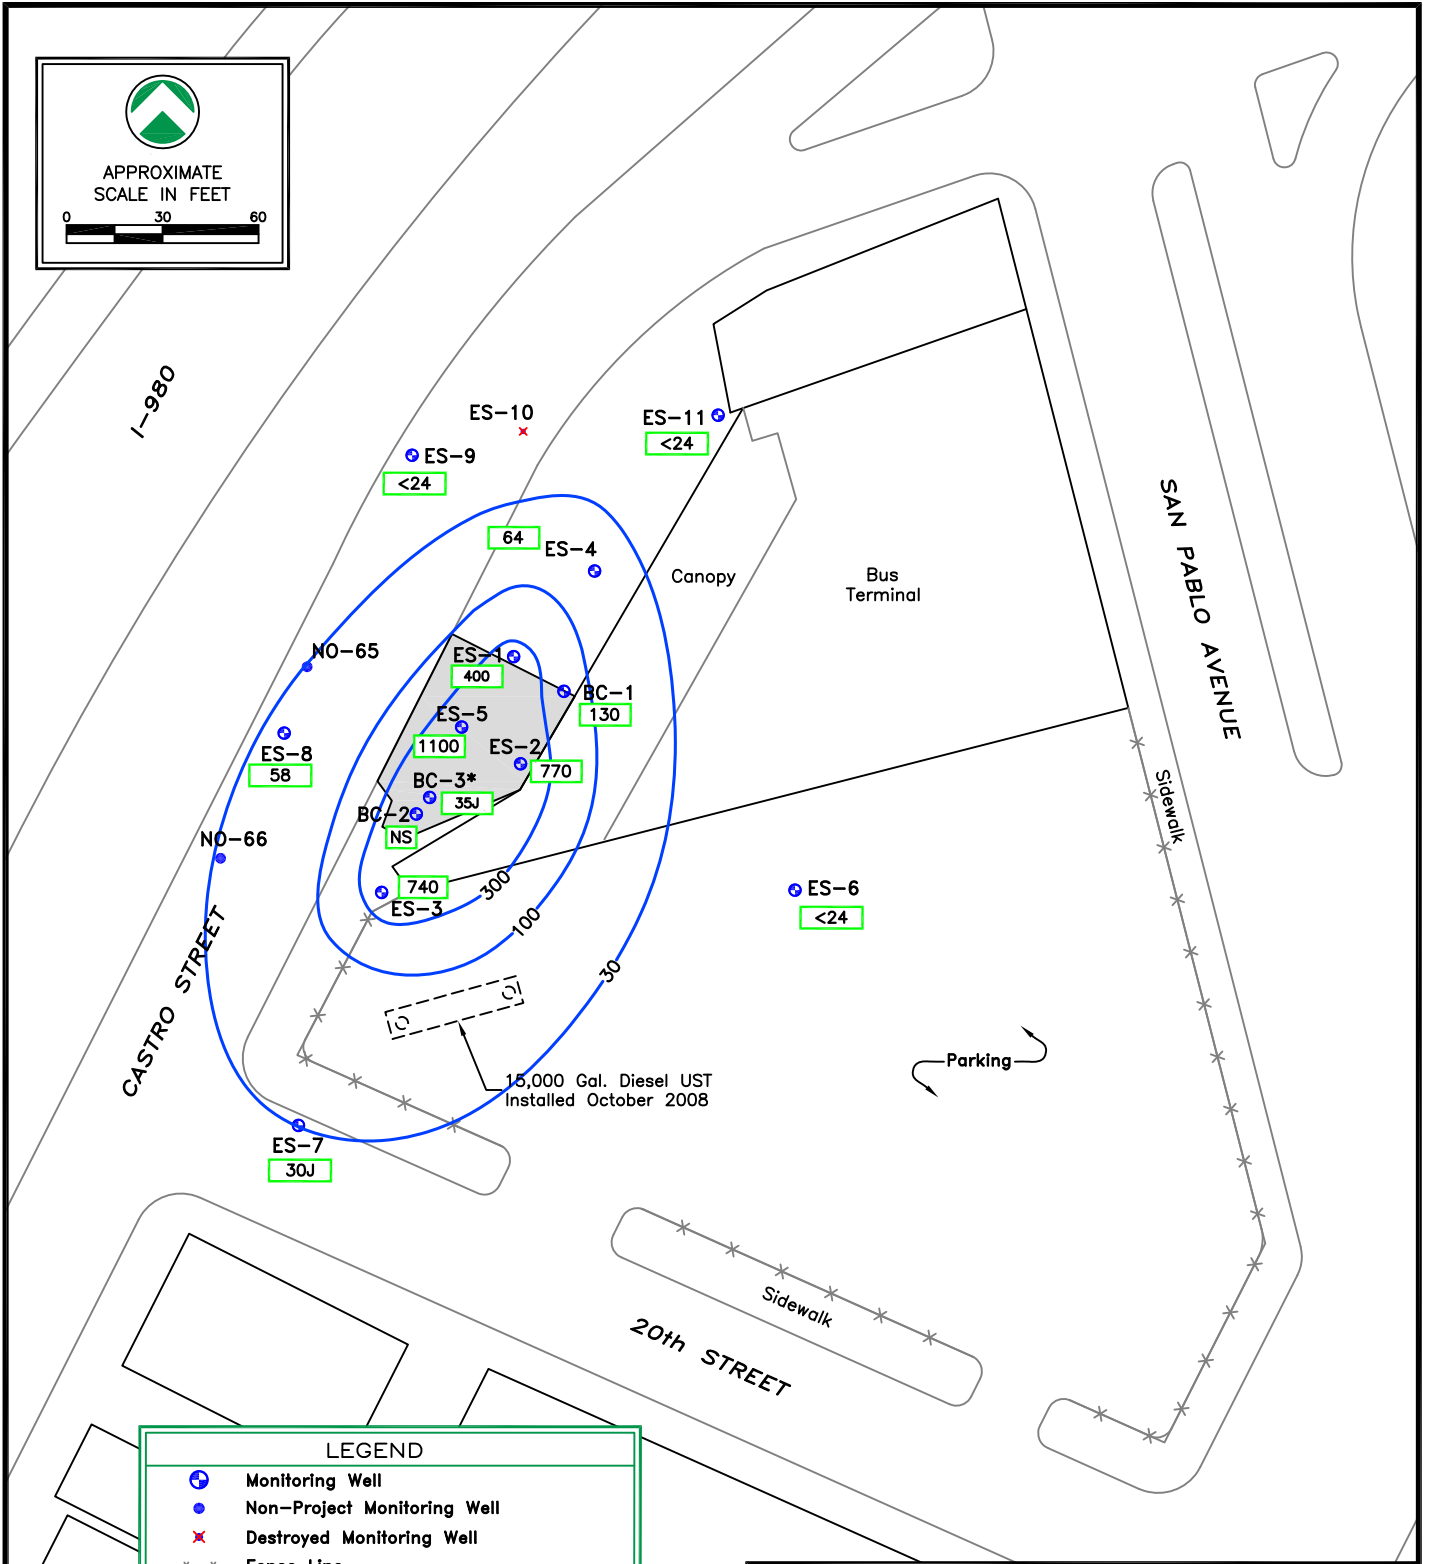 APPROXIMATE
SCALE IN FEET
0 30 60
I-980
ES-10
ES-11
<24
ES-9
<24
64
ES-4
Canopy
Bus
Terminal
SAN PABLO AVENUE
NO-65
ES-1
400
BC-1
130
ES-5
1100
ES-2
770
ES-8
58
BC-3*
35J
BC-2
NS
NO-66
740
ES-3
300
100
30
ES-6
<24
Sidewalk
CASTRO STREET
15,000 Gal. Diesel UST
Installed October 2008
Parking
ES-7
30J
Sidewalk
20th STREET
LEGEND
Monitoring Well
Non-Project Monitoring Well
Destroyed Monitoring Well